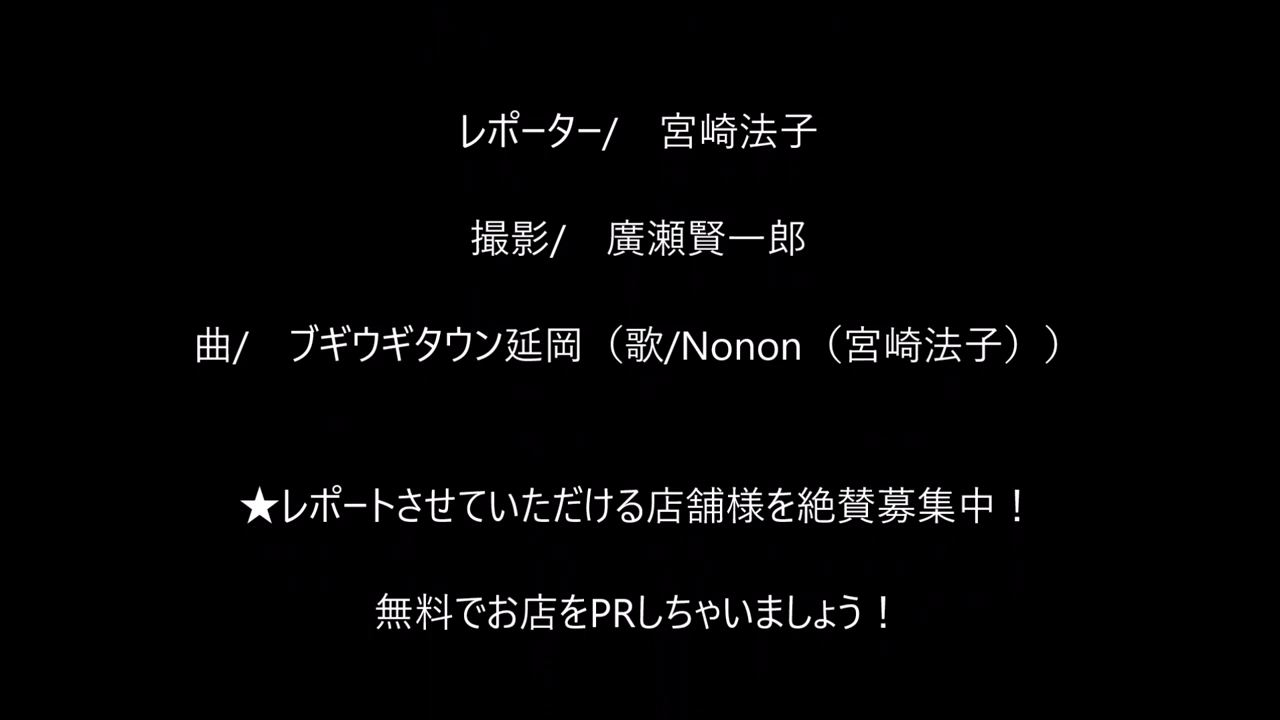 レポーター/　宮崎法子
撮影/　廣瀬賢一郎
曲/　ブギウギタウン延岡（歌/Nonon（宮崎法子））
★レポートさせていただける店舗様を絶賛募集中！
無料でお店をPRしちゃいましょう！